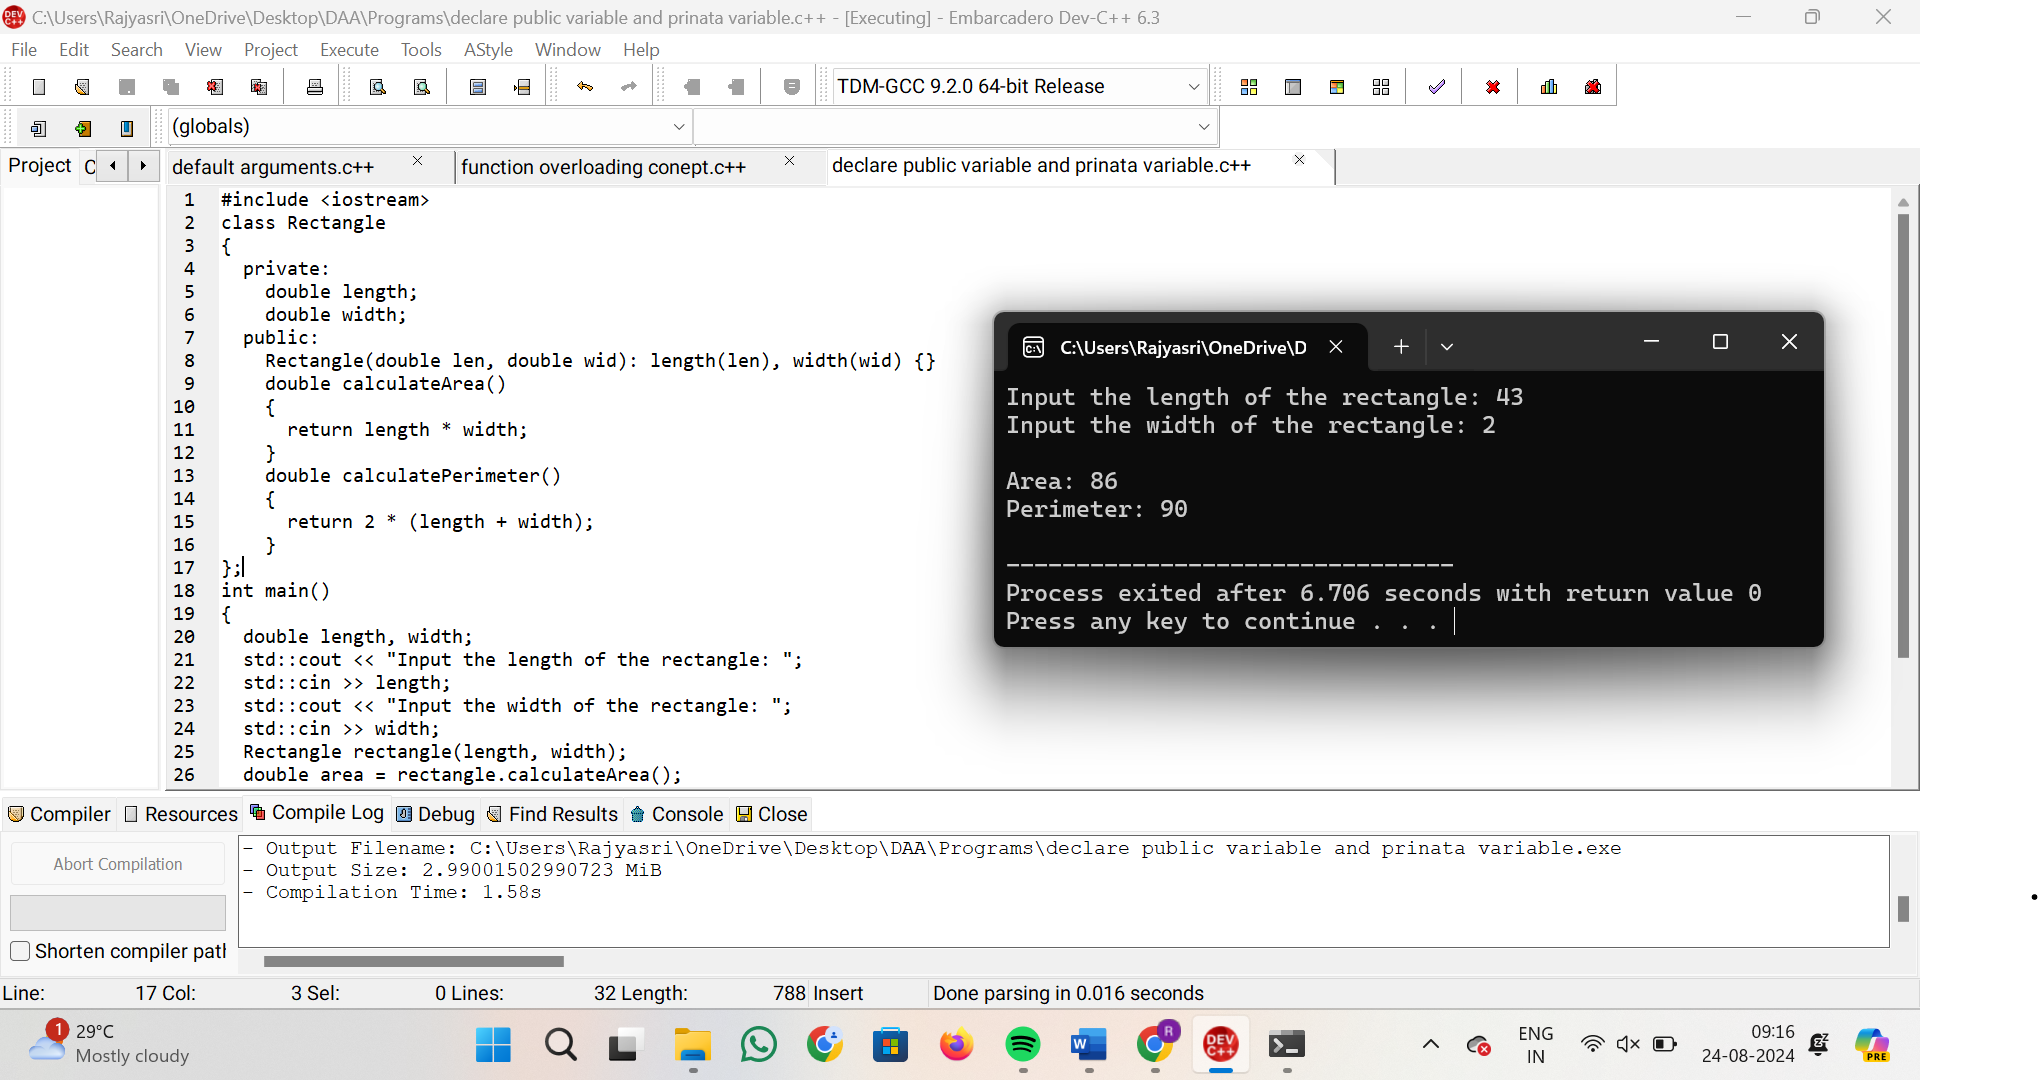 C:\Users\Rajyasri\OneDrive\Desktop\DAA\Programs\declare public variable and prinata variable.c++ - [Executing] - Embarcadero Dev-C++ 6.3
File Edit Search View Project Execute Tools AStyle Window Help
TDM-GCC 9.2.0 64-bit Release
(globals)
Project C
default arguments.c++ function overloading conept.c++ declare public variable and prinata variable.c++
1 #include <iostream>
2 class Rectangle
3 {
4 private:
5 double length;
6 double width;
7 public:
8 Rectangle(double len, double wid): length(len), width(wid) {}
9 double calculateArea()
10 {
11 return length * width;
12 }
13 double calculatePerimeter()
14 {
15 return 2 * (length + width);
16 }
17 };
18 int main()
19 {
20 double length, width;
21 std::cout << "Input the length of the rectangle: ";
22 std::cin >> length;
23 std::cout << "Input the width of the rectangle: ";
24 std::cin >> width;
25 Rectangle rectangle(length, width);
26 double area = rectangle.calculateArea();
C:\Users\Rajyasri\OneDrive\D
Input the length of the rectangle: 43
Input the width of the rectangle: 2
Area: 86
Perimeter: 90
--------------------------------
Process exited after 6.706 seconds with return value 0
Press any key to continue . . .
Compiler Resources Compile Log Debug Find Results Console Close
Abort Compilation
Shorten compiler path
- Output Filename: C:\Users\Rajyasri\OneDrive\Desktop\DAA\Programs\declare public variable and prinata variable.exe
- Output Size: 2.99001502990723 MiB
- Compilation Time: 1.58s
Line: 17 Col: 3 Sel: 0 Lines: 32 Length: 788 Insert Done parsing in 0.016 seconds
1
29°C
Mostly cloudy
W
R
DEV C++
ENG
IN
09:16
24-08-2024
PRE